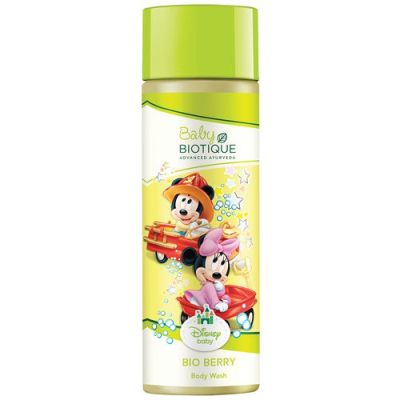 Baby
BIOTIQUE
ADVANCED AYURVEDA
Disney
baby
BIO BERRY
Body Wash